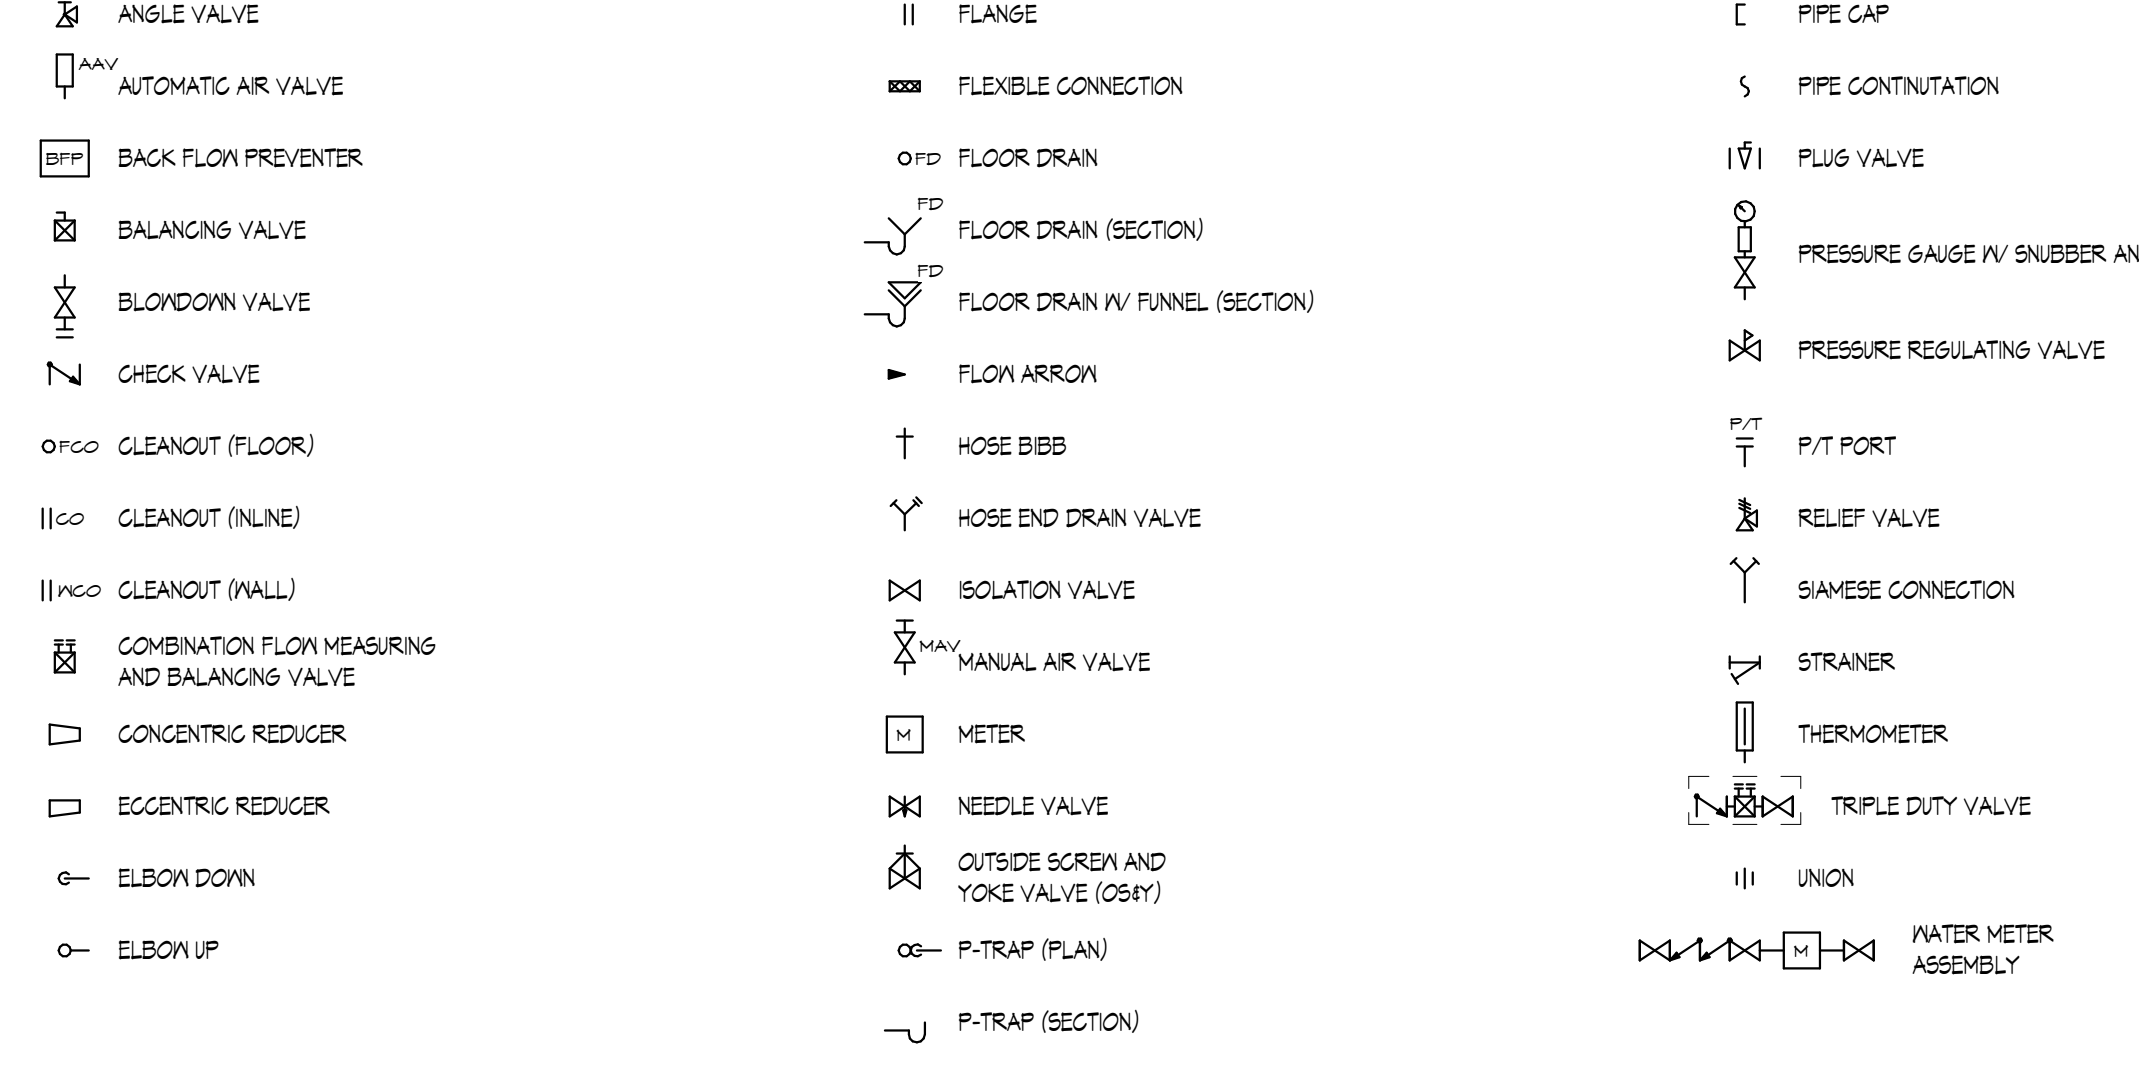 ANGLE VALVE
AAV
AUTOMATIC AIR VALVE
BFP BACK FLOW PREVENTER
BALANCING VALVE
BLOWDOWN VALVE
CHECK VALVE
FCO CLEANOUT (FLOOR)
CO CLEANOUT (INLINE)
WCO CLEANOUT (WALL)
COMBINATION FLOW MEASURING
AND BALANCING VALVE
CONCENTRIC REDUCER
ECCENTRIC REDUCER
ELBOW DOWN
ELBOW UP
FLANGE
FLEXIBLE CONNECTION
FD FLOOR DRAIN
FD
FLOOR DRAIN (SECTION)
FD
FLOOR DRAIN W/ FUNNEL (SECTION)
FLOW ARROW
HOSE BIBB
HOSE END DRAIN VALVE
ISOLATION VALVE
MAV
MANUAL AIR VALVE
M METER
NEEDLE VALVE
OUTSIDE SCREW AND
YOKE VALVE (OS&Y)
P-TRAP (PLAN)
P-TRAP (SECTION)
PIPE CAP
PIPE CONTINUTATION
PLUG VALVE
PRESSURE GAUGE W/ SNUBBER AN
PRESSURE REGULATING VALVE
P/T
P/T PORT
RELIEF VALVE
SIAMESE CONNECTION
STRAINER
THERMOMETER
TRIPLE DUTY VALVE
UNION
M
WATER METER
ASSEMBLY